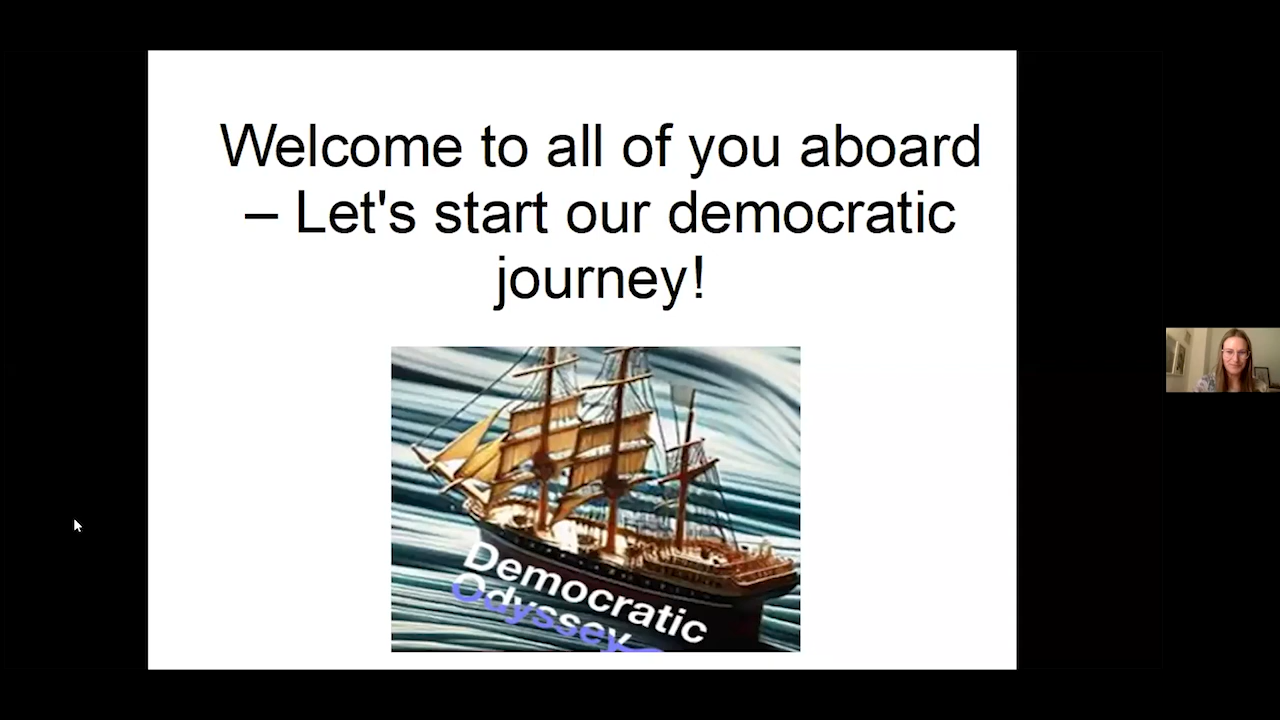 Welcome to all of you aboard
– Let's start our democratic
journey!
Democratic
Odyssey